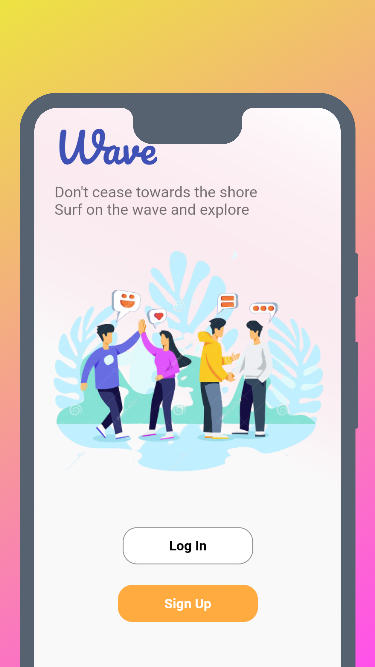 Wave
Don't cease towards the shore
Surf on the wave and explore
Log In
Sign Up